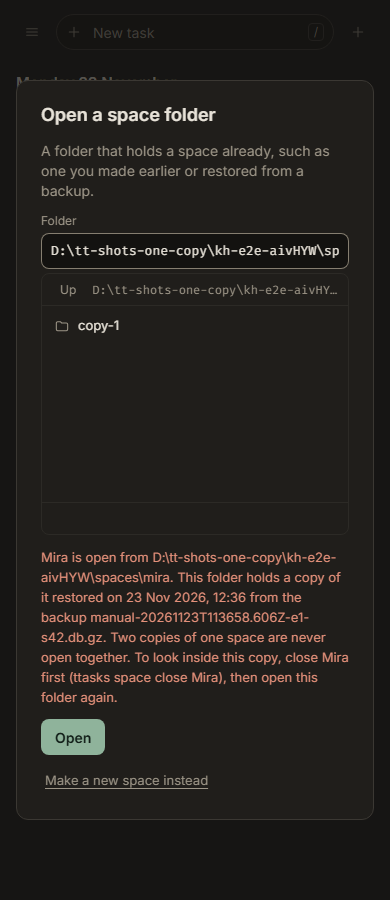 New task
/
Open a space folder
A folder that holds a space already, such as
one you made earlier or restored from a
backup.
Folder
D:\tt-shots-one-copy\kh-e2e-aivHYW\sp
Up D:\tt-shots-one-copy\kh-e2e-aivHY…
copy-1
Mira is open from D:\tt-shots-one-copy\kh-e2e-
aivHYW\spaces\mira. This folder holds a copy of
it restored on 23 Nov 2026, 12:36 from the
backup manual-20261123T113658.606Z-e1-
s42.db.gz. Two copies of one space are never
open together. To look inside this copy, close Mira
first (ttasks space close Mira), then open this
folder again.
Open
Make a new space instead